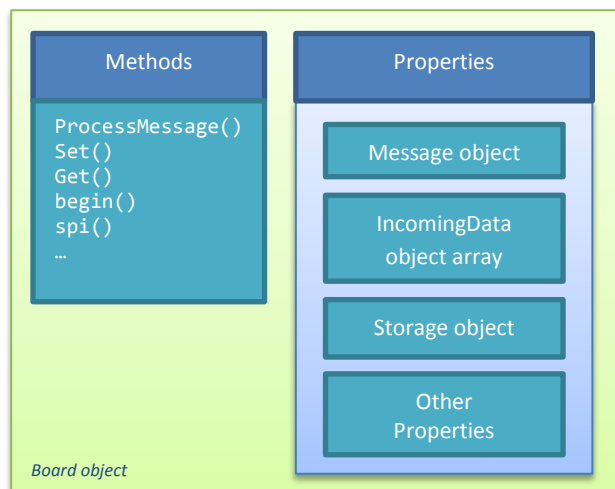 Methods
ProcessMessage()
Set()
Get()
begin()
spi()
…
Properties
Message object
IncomingData
object array
Storage object
Other
Properties
Board object